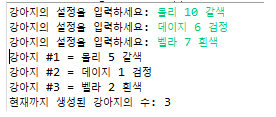 강아지의 설정을 입력하세요: 몰리 10 갈색
강아지의 설정을 입력하세요: 데이지 6 검정
강아지의 설정을 입력하세요: 벨라 7 흰색
강아지 #1 = 몰리 5 갈색
강아지 #2 = 데이지 1 검정
강아지 #3 = 벨라 2 흰색
현재까지 생성된 강아지의 수: 3